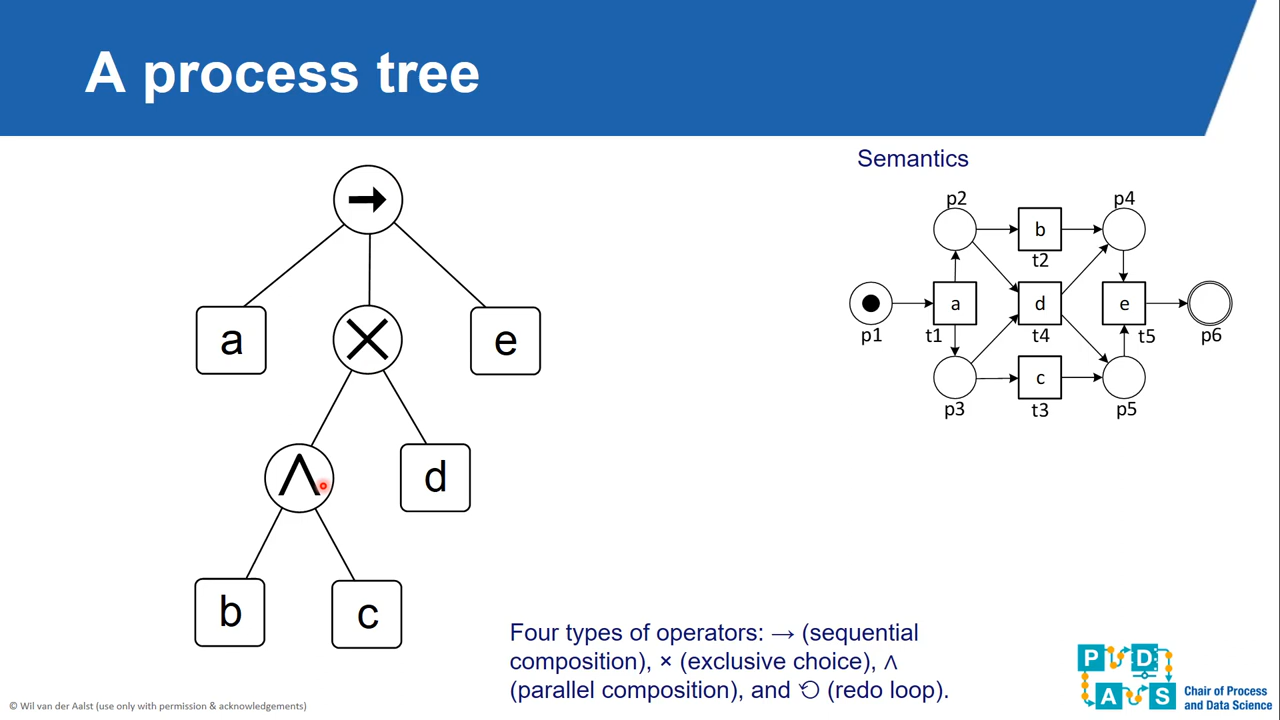 A process tree
Semantics
→
a
×
e
∧
d
b
c
p2
p4
b
t2
a
d
e
p1
t1
t4
t5
p6
c
p3
t3
p5
Four types of operators: → (sequential
composition), × (exclusive choice), ∧
(parallel composition), and ⟲ (redo loop).
P D
A S
Chair of Process
and Data Science
© Wil van der Aalst (use only with permission & acknowledgements)